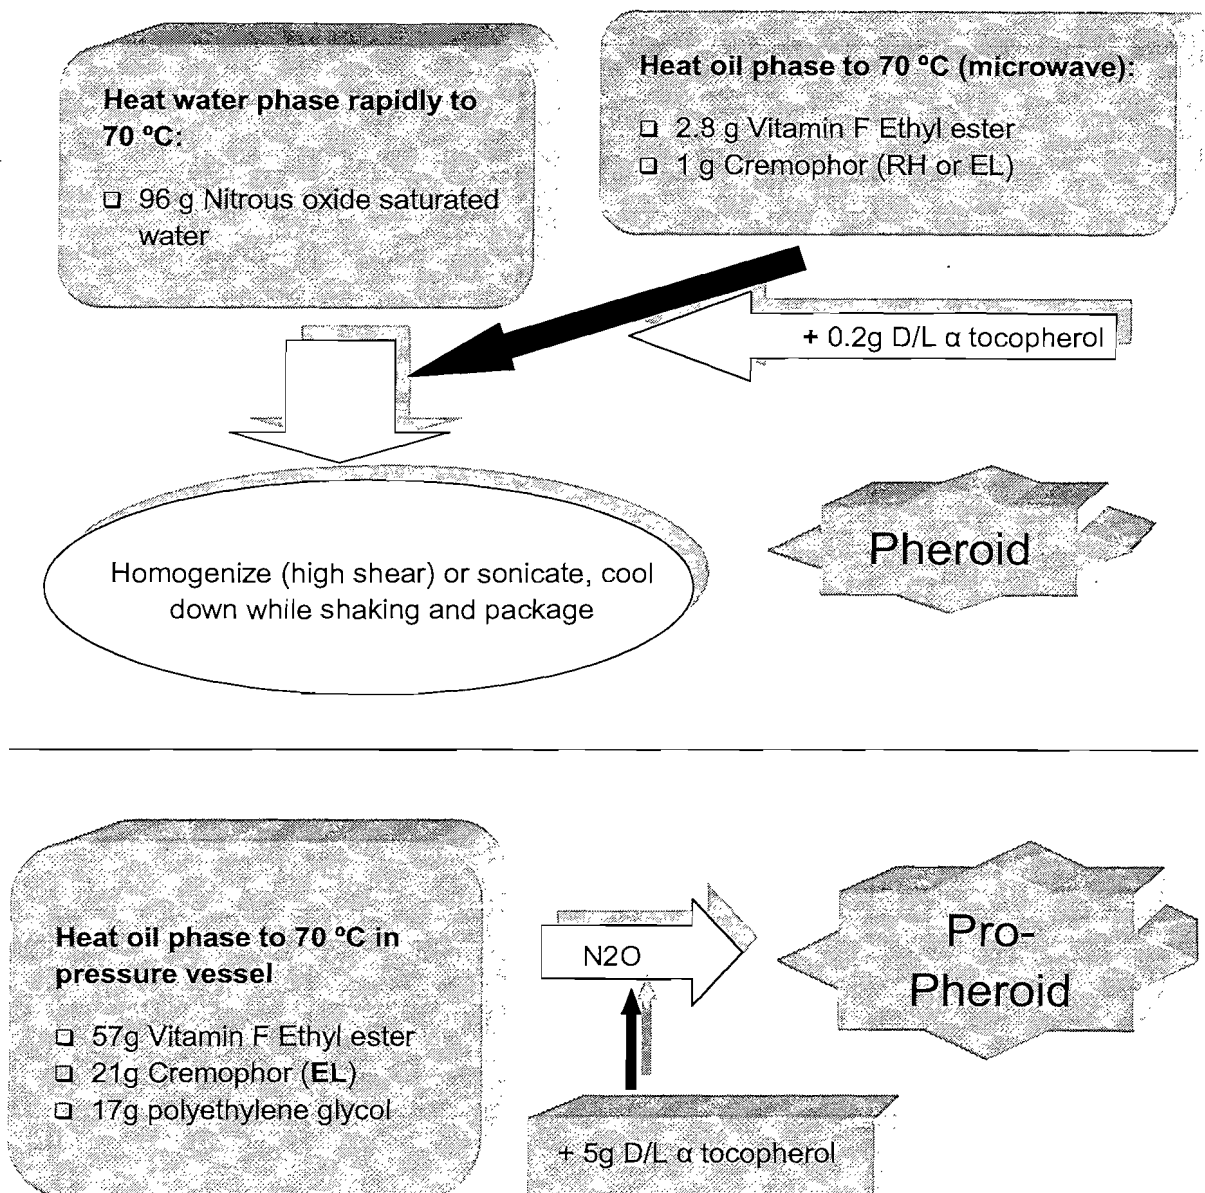 Heat water phase rapidly to
70 ºC:
❑ 96 g Nitrous oxide saturated
water
Heat oil phase to 70 ºC (microwave):
❑ 2.8 g Vitamin F Ethyl ester
❑ 1 g Cremophor (RH or EL)
+ 0.2g D/L α tocopherol
Homogenize (high shear) or sonicate, cool
down while shaking and package
Pheroid
Heat oil phase to 70 ºC in
pressure vessel
❑ 57g Vitamin F Ethyl ester
❑ 21g Cremophor (EL)
❑ 17g polyethylene glycol
N2O
+ 5g D/L α tocopherol
Pro-
Pheroid